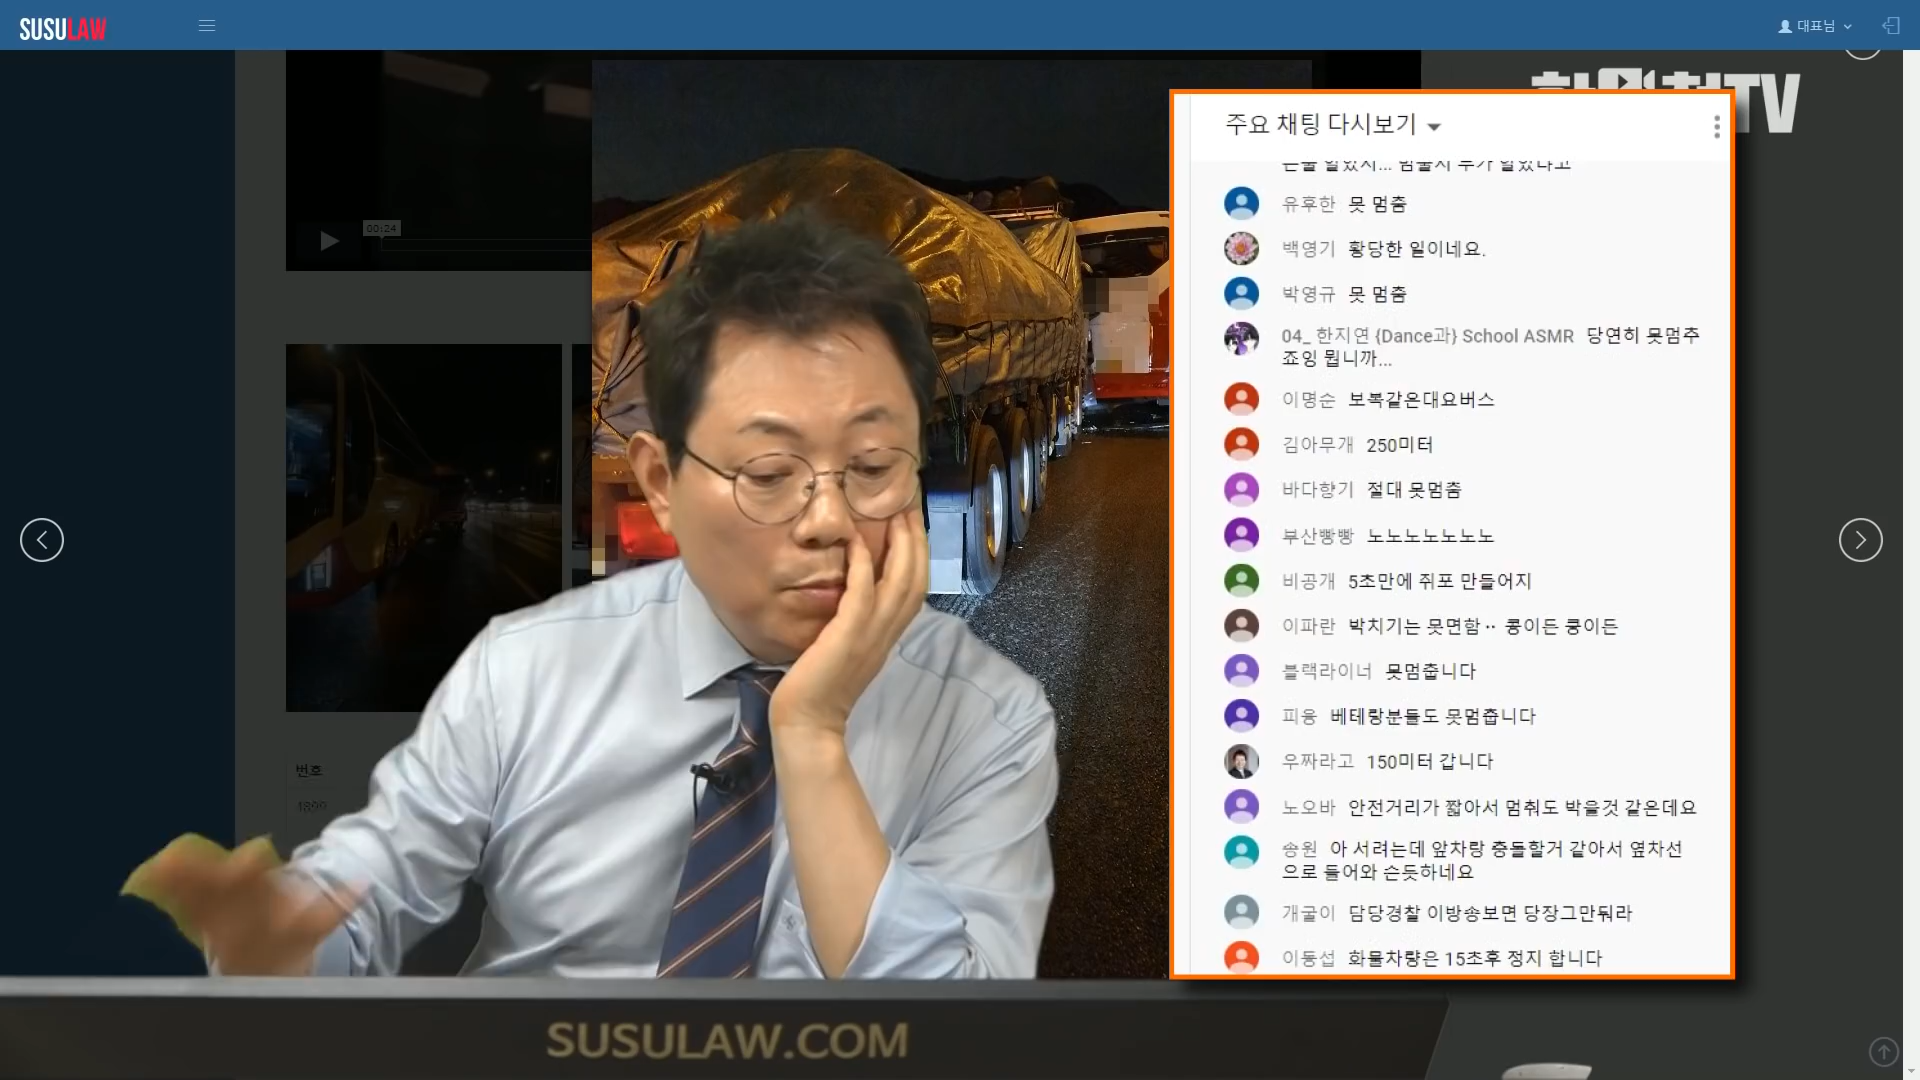 SUSULAW
대표님
TV
00:24
주요 채팅 다시보기
유후한 못 멈춤
백영기 황당한 일이네요.
박영규 못 멈춤
04_ 한지연 {Dance과} School ASMR 당연히 못멈추
죠잉 뭡니까...
이명순 보복같은대요버스
김아무개 250미터
바다향기 절대 못멈춤
부산빵빵 노노노노노노노
비공개 5초만에 쥐포 만들어지
이파란 박치기는 못면함·· 콩이든 쿵이든
블랙라이너 못멈춥니다
피융 베테랑분들도 못멈춥니다
우짜라고 150미터 갑니다
노오바 안전거리가 짧아서 멈춰도 박을것 같은데요
송원 아 서려는데 앞차랑 충돌할거 같아서 옆차선
으로 들어와 슨듯하네요
개굴이 담당경찰 이방송보면 당장그만둬라
이동섭 화물차량은 15초후 정지 합니다
번호
SUSULAW.COM